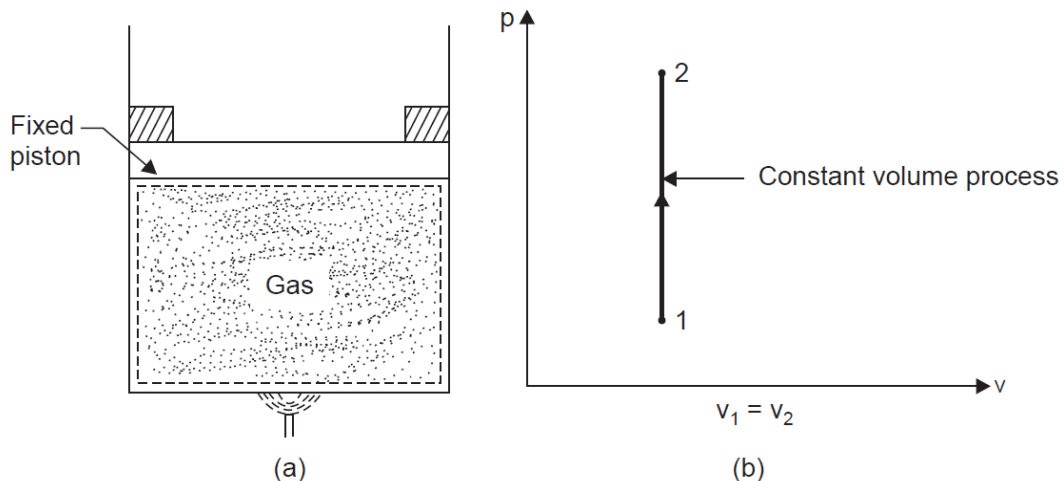 Fixed
piston
Gas
(a)
p
2
Constant volume process
1
v
v₁ = v₂
(b)